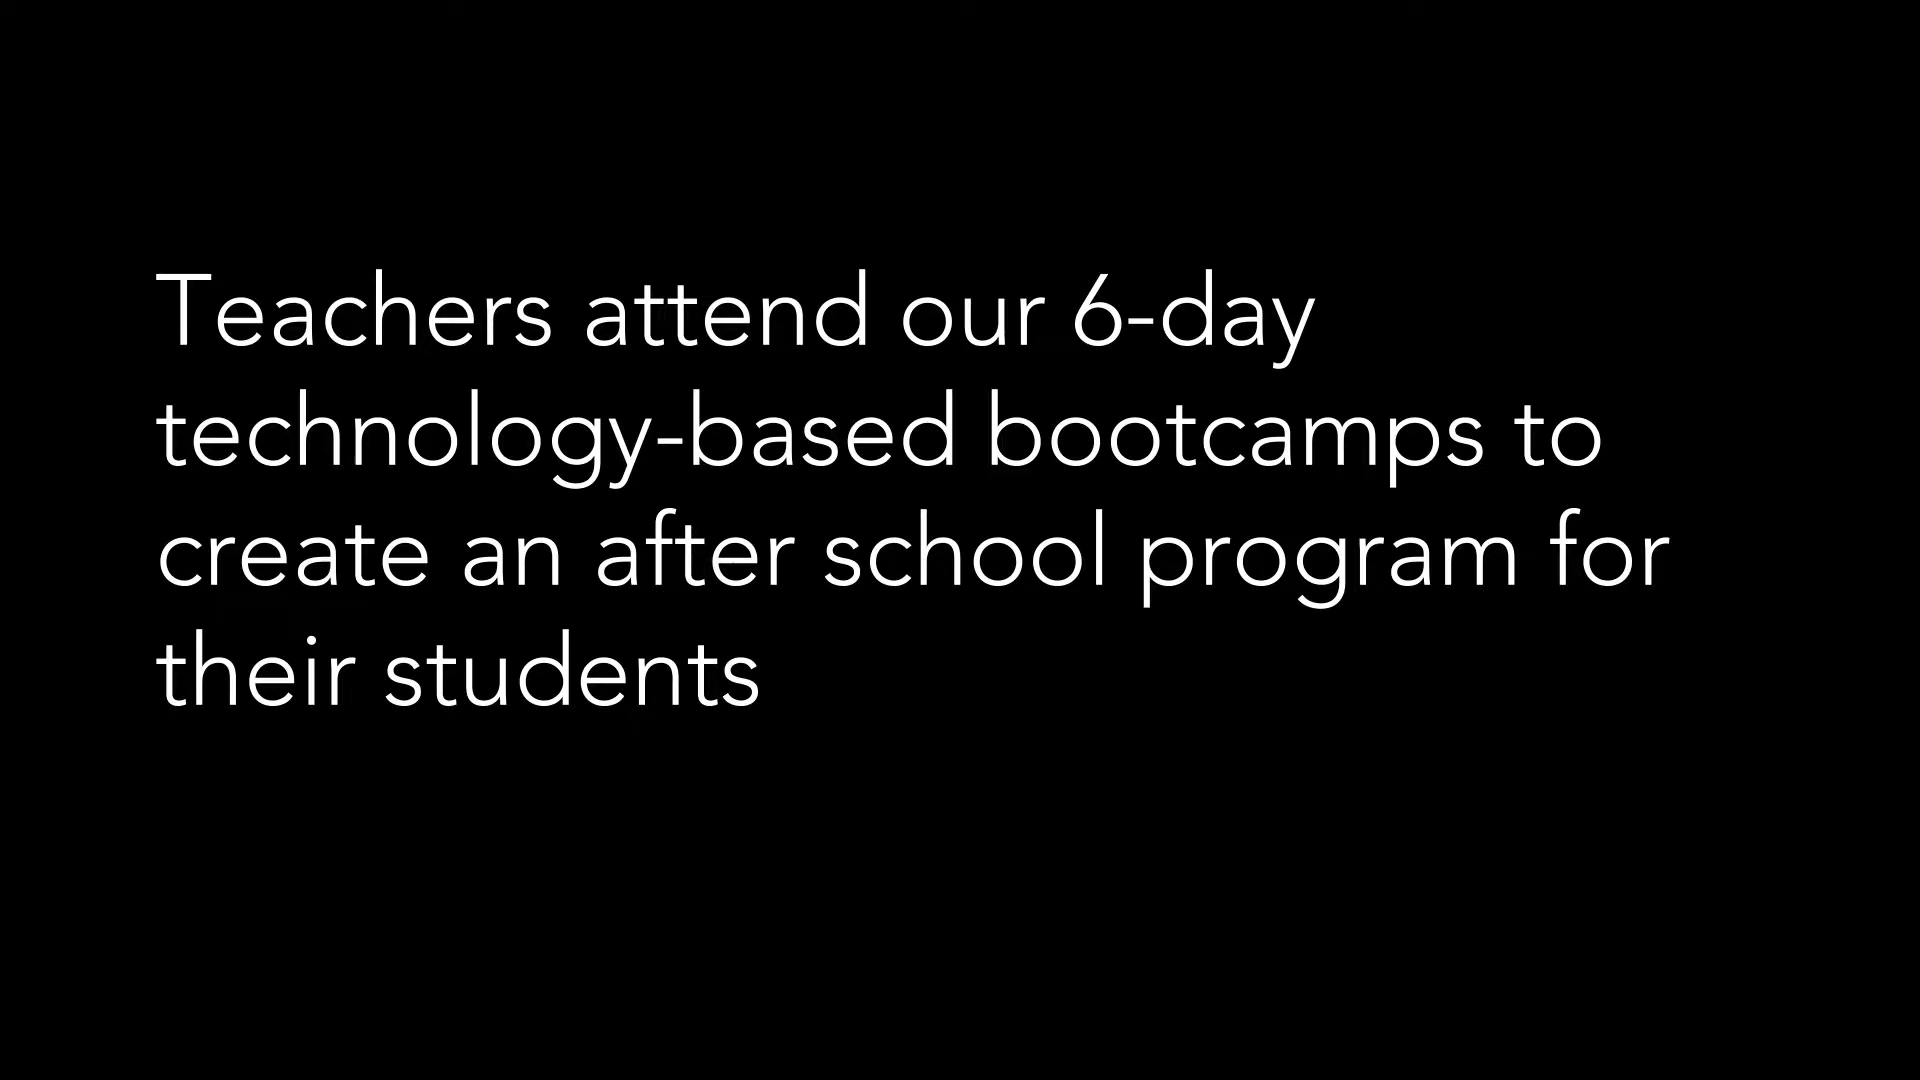 Teachers attend our 6-day
technology-based bootcamps to
create an after school program for
their students